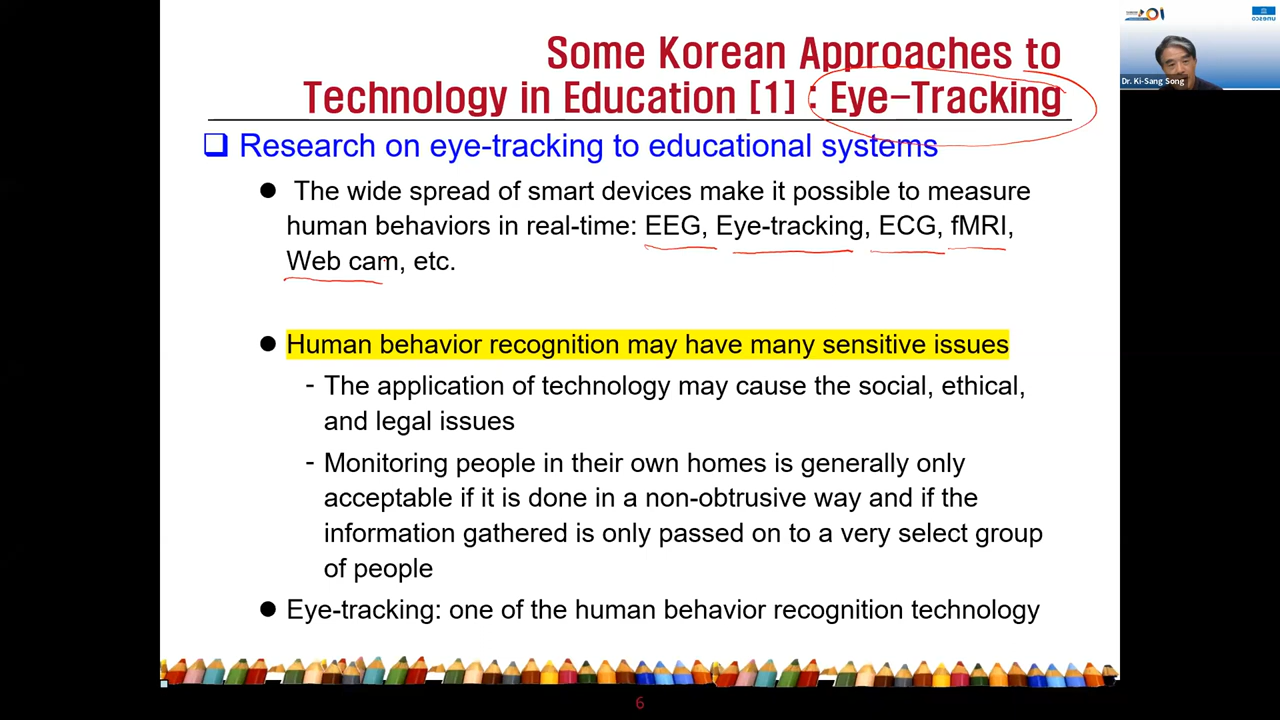 Some Korean Approaches to
Technology in Education [1] : Eye-Tracking
Research on eye-tracking to educational systems
The wide spread of smart devices make it possible to measure
human behaviors in real-time: EEG, Eye-tracking, ECG, fMRI,
Web cam, etc.
Human behavior recognition may have many sensitive issues
- The application of technology may cause the social, ethical,
and legal issues
- Monitoring people in their own homes is generally only
acceptable if it is done in a non-obtrusive way and if the
information gathered is only passed on to a very select group
of people
Eye-tracking: one of the human behavior recognition technology
6
Dr. Ki-Sang Song
unesco